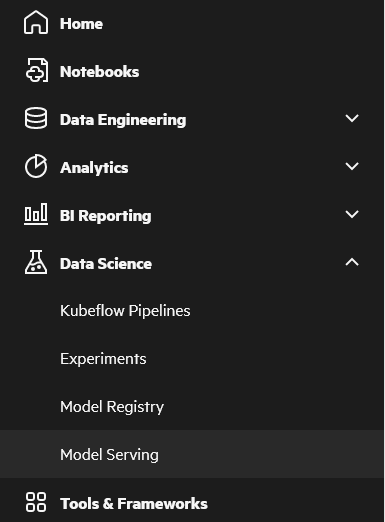 Home
Notebooks
Data Engineering
Analytics
BI Reporting
Data Science
Kubeflow Pipelines
Experiments
Model Registry
Model Serving
Tools & Frameworks